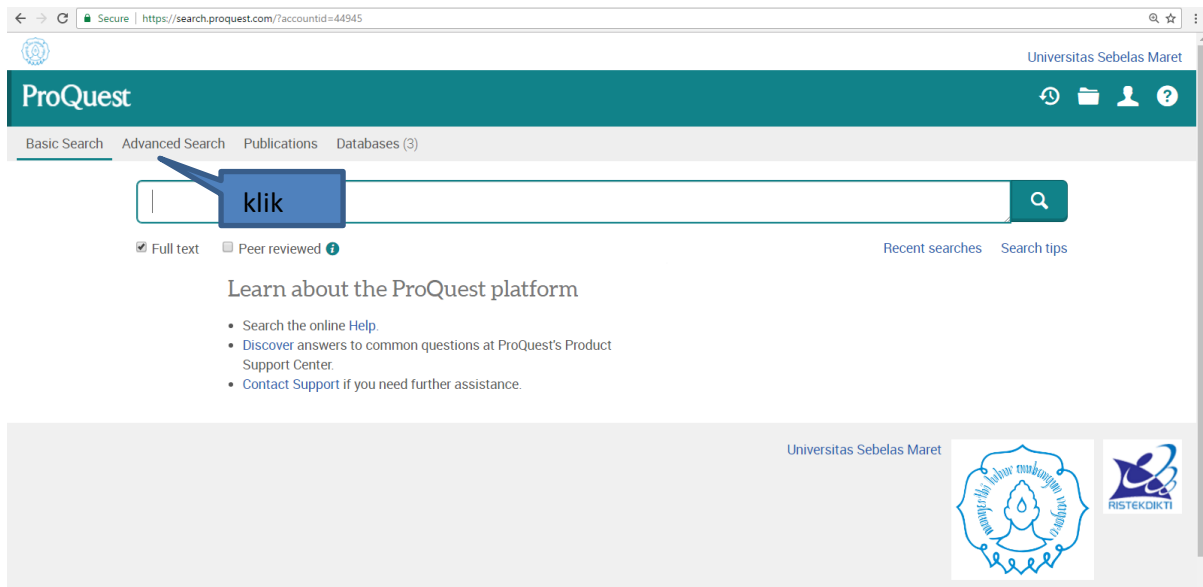 Secure | https://search.proquest.com/?accountid=44945
Universitas Sebelas Maret
ProQuest
Basic Search Advanced Search Publications Databases (3)
klik
Full text Peer reviewed
Recent searches Search tips
Learn about the ProQuest platform
• Search the online Help.
• Discover answers to common questions at ProQuest's Product
Support Center.
• Contact Support if you need further assistance.
Universitas Sebelas Maret
RISTEKDIKTI